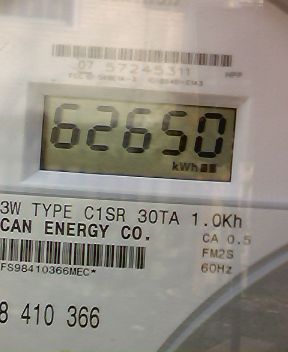 07 57245311
MPP
62650
kWh
3W TYPE C1SR 30TA 1.0Kh
CAN ENERGY CO.
CA 0.5
FM2S
60Hz
FS98410366MEC*
8 410 366